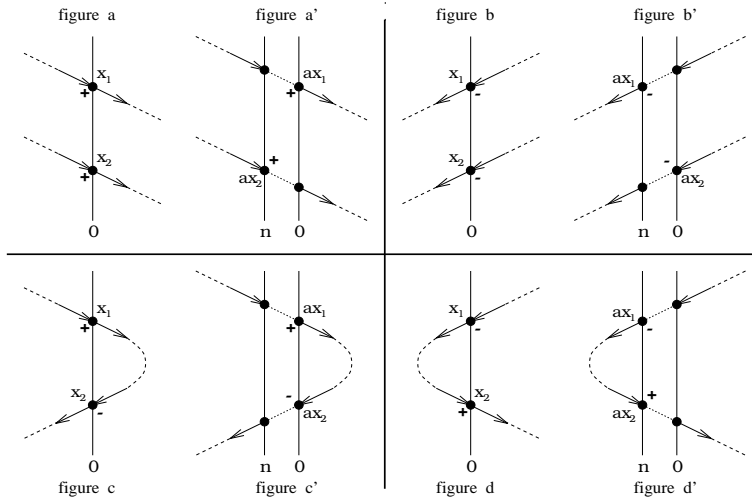 figure a
figure a'
figure b
figure b'
x1
+
x2
+
0
ax1
+
+
ax2
n 0
x1
-
x2
-
0
ax1
-
-
ax2
n 0
x1
+
x2
-
0
figure c
ax1
+
-
ax2
n 0
figure c'
x1
-
x2
+
0
figure d
ax1
-
+
ax2
n 0
figure d'